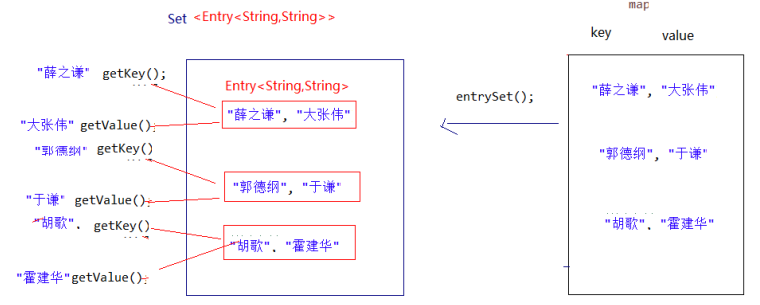 Set <Entry<String,String>>
map
key value
"薛之谦" getKey();
Entry<String,String>
"薛之谦", "大张伟"
"大张伟" getValue();
"郭德纲" getKey()
"郭德纲", "于谦"
"于谦" getValue()
"胡歌". getKey()
"胡歌". "霍建华"
"霍建华"getValue()
entrySet();
"薛之谦", "大张伟"
"郭德纲", "于谦"
"胡歌". "霍建华"